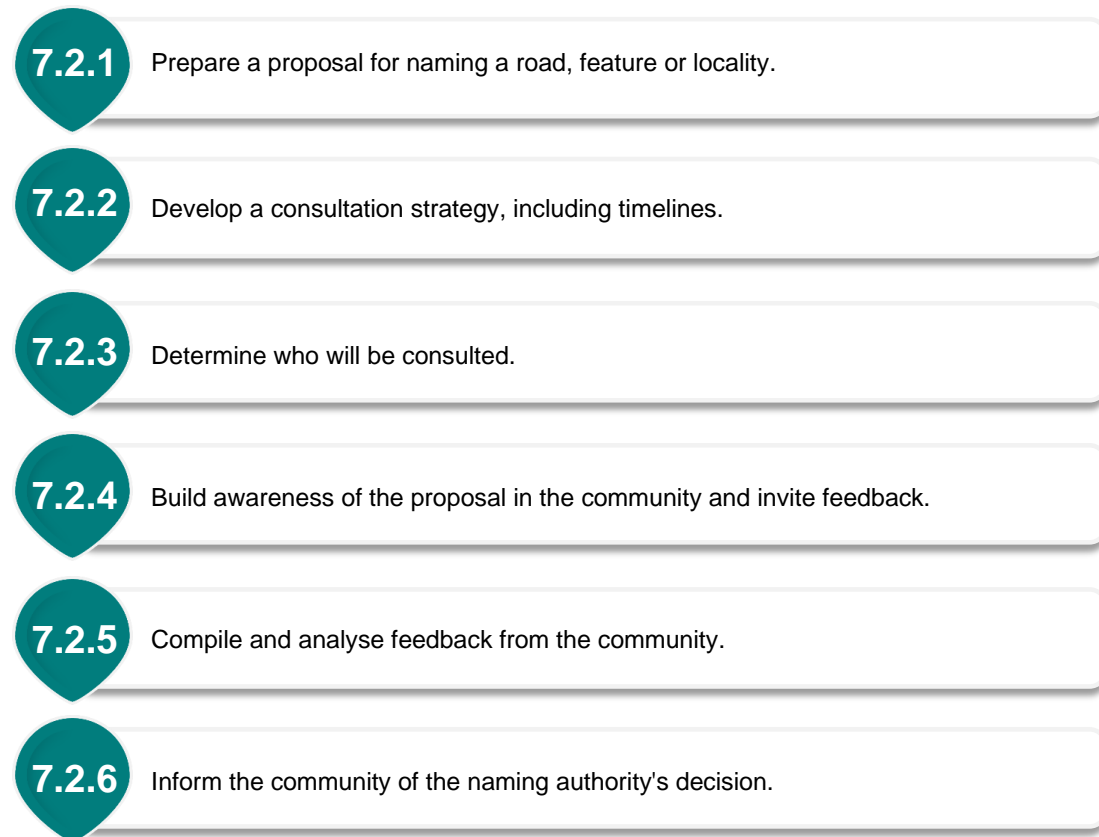 7.2.1 Prepare a proposal for naming a road, feature or locality.
7.2.2 Develop a consultation strategy, including timelines.
7.2.3 Determine who will be consulted.
7.2.4 Build awareness of the proposal in the community and invite feedback.
7.2.5 Compile and analyse feedback from the community.
7.2.6 Inform the community of the naming authority's decision.